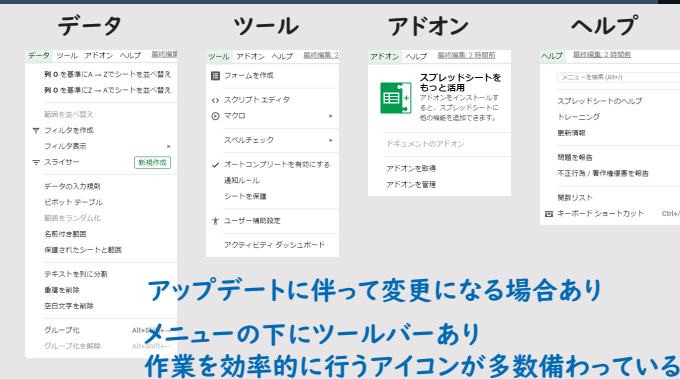 データ
ツール
アドオン
ヘルプ
データ ツール アドオン ヘルプ 最終編集
列 O を基準にA → Zでシートを並べ替え
列 O を基準にZ → Aでシートを並べ替え
範囲を並べ替え
フィルタを作成
フィルタ表示
スライサー 新規作成
データの入力規則
ピボット テーブル
範囲をランダム化
名前付き範囲
保護されたシートと範囲
テキストを列に分割
重複を削除
空白文字を削除
グループ化
グループ化を解除
ツール アドオン ヘルプ 最終編集: 2
フォームを作成
スクリプト エディタ
マクロ
スペルチェック
オートコンプリートを有効にする
通知ルール
シートを保護
ユーザー補助設定
アクティビティ ダッシュボード
アドオン ヘルプ 最終編集: 2 時間前
スプレッドシートを
もっと活用
アドオンをインストールす
ると、スプレッドシートに
他の機能を追加できます。
ドキュメントのアドオン
アドオンを取得
アドオンを管理
ヘルプ 最終編集: 2 時間前
メニューを検索 (Alt+/)
スプレッドシートのヘルプ
トレーニング
更新情報
問題を報告
不正行為 / 著作権侵害を報告
関数リスト
キーボード ショートカット Ctrl+/
アップデートに伴って変更になる場合あり
メニューの下にツールバーあり
作業を効率的に行うアイコンが多数備わっている